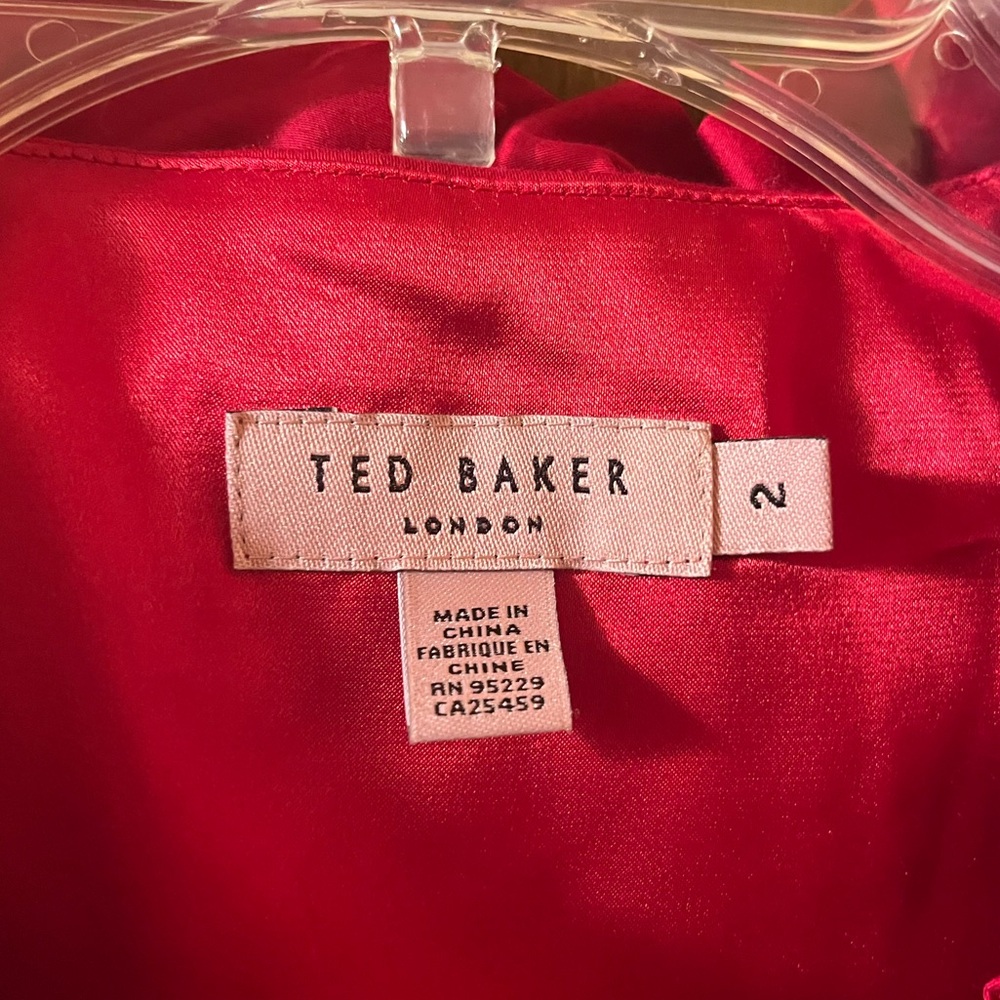 TED BAKER
LONDON
2
MADE IN
CHINA
FABRIQUE EN
CHINE
RN 95229
CA25459